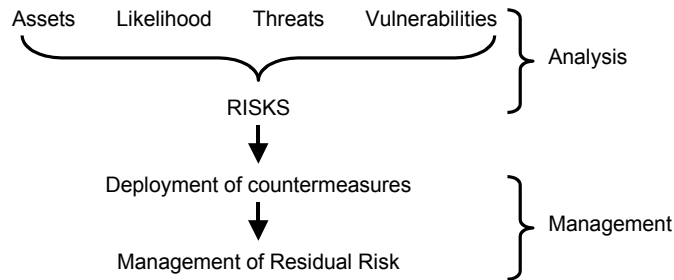 Assets Likelihood Threats Vulnerabilities
Analysis
RISKS
Deployment of countermeasures
Management
Management of Residual Risk